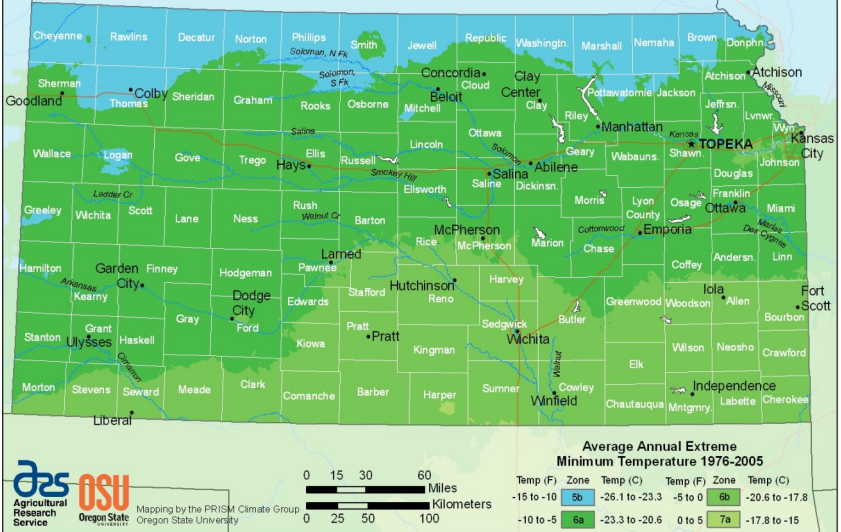 Cheyenne Rawlins Decatur Norton Phillips Smith Jewell Republic Washingtn. Marshall Nemaha Brown Donphn.
Soloman, N Fk
Solomon, S Fk
Sherman Concordia Clay Center Atchison Atchison
Goodland Colby Thomas Sheridan Graham Rooks Osborne Mitchell Beloit Cloud Clay Riley Pottawatomie Jackson Jeffrsn. Missouri
Lvnwr. Wyn
Ottawa Manhattan Kansas TOPEKA Kansas City
Wallace Logan Gove Trego Ellis Russell Saline Lincoln Solomon Abilene Geary Wabauns. Shawn. Johnson
Hays Smokey Hill Ellsworth Salina Saline Dickinsn. Douglas
Ladder Cr Morris Lyon County Osage Franklin
Greeley Wichita Scott Lane Ness Rush Walnut Cr Barton Ottawa Miami
McPherson Cottonwood Emporia Marias Des Cygnes
Rice McPherson Marion Chase
Hamilton Garden City Finney Larned Pawnee Coffey Andersn. Linn
Arkansas Kearny Hodgeman Hutchinson Reno Harvey
Edwards Stafford Greenwood Woodson Iola Allen Fort Scott
Dodge City Bourbon
Stanton Grant Ulysses Haskell Gray Ford Pratt Pratt Sedgwick Butler
Kiowa Kingman Wichita Wilson Neosho Crawford
Cimarron Walnut Elk
Morton Stevens Seward Meade Clark Comanche Barber Harper Sumner Cowley Independence
Winfield Chautauqua Mntgmry. Labette Cherokee
Liberal
Average Annual Extreme
Minimum Temperature 1976-2005
Temp (F) Zone Temp (C) Temp (F) Zone Temp (C)
-15 to -10 5b -26.1 to -23.3 -5 to 0 6b -20.6 to -17.8
-10 to -5 6a -23.3 to -20.6 0 to 5 7a -17.8 to -15
ars
Agricultural
Research
Service
OSU
Oregon State
UNIVERSITY
Mapping by the PRISM Climate Group
Oregon State University
0 15 30 60
Miles
Kilometers
0 25 50 100